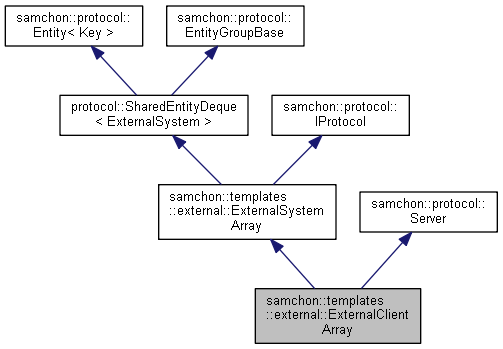 samchon::protocol::
Entity< Key >
samchon::protocol::
EntityGroupBase
protocol::SharedEntityDeque
< ExternalSystem >
samchon::protocol::
IProtocol
samchon::templates
::external::ExternalSystem
Array
samchon::protocol::
Server
samchon::templates
::external::ExternalClient
Array